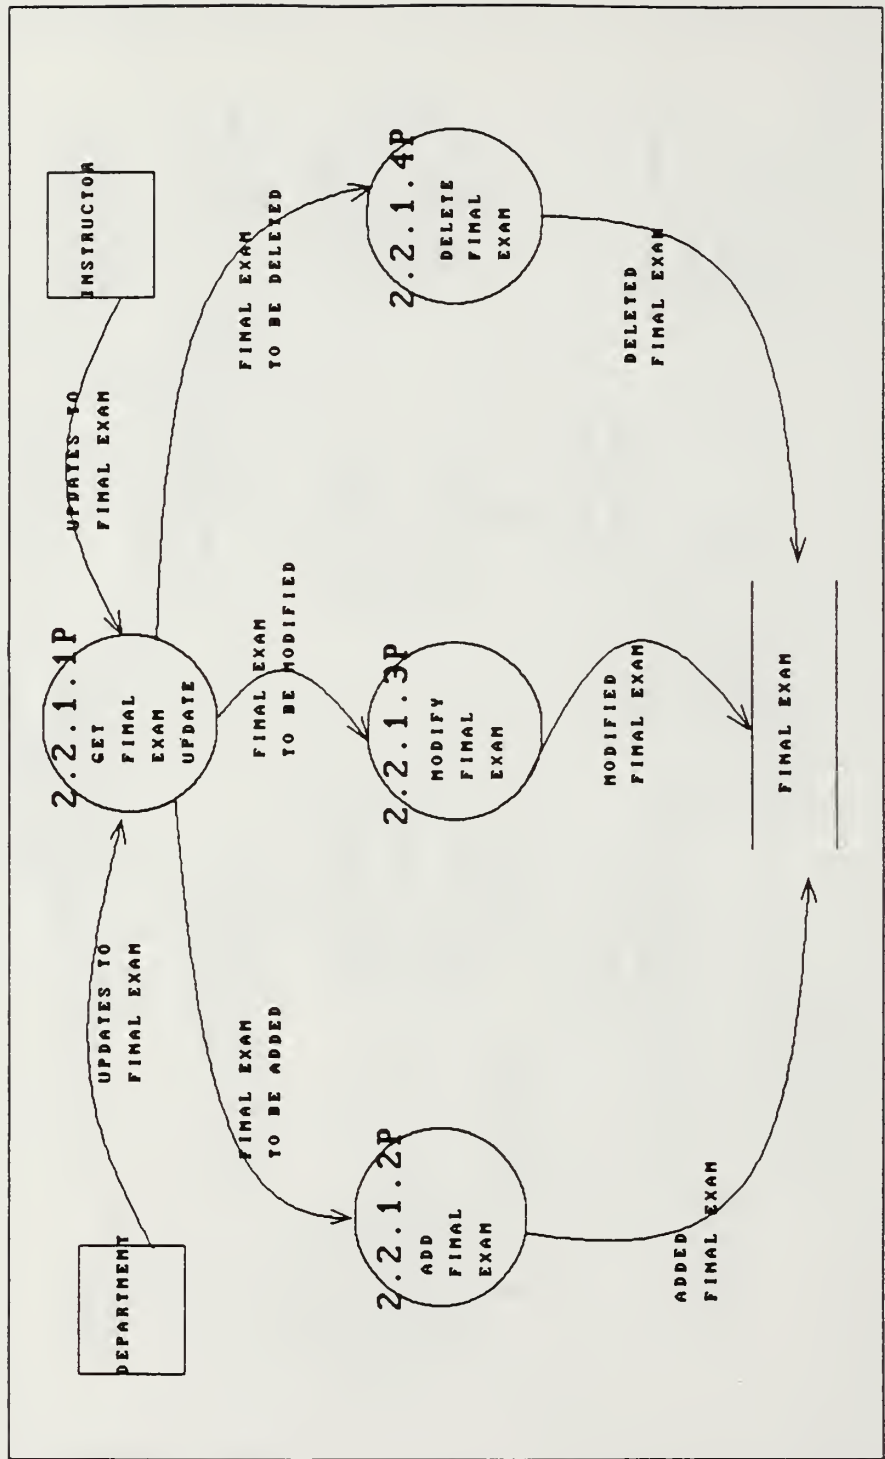 DEPARTMENT
UPDATES TO
FINAL EXAM
2.2.1.1P
GET
FINAL
EXAM
UPDATE
UPDATES TO
FINAL EXAM
INSTRUCTOR
FINAL EXAM
TO BE ADDED
FINAL EXAM
TO BE MODIFIED
FINAL EXAM
TO BE DELETED
2.2.1.2P
ADD
FINAL
EXAM
2.2.1.3P
MODIFY
FINAL
EXAM
2.2.1.4P
DELETE
FINAL
EXAM
ADDED
FINAL EXAM
MODIFIED
FINAL EXAM
DELETED
FINAL EXAM
FINAL EXAM